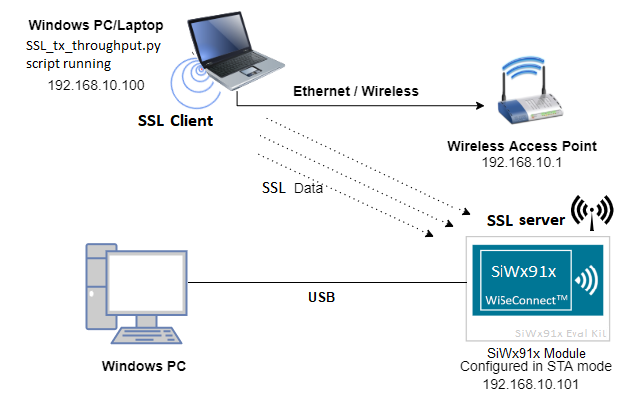 Windows PC/Laptop
SSL_tx_throughput.py
script running
192.168.10.100
SSL Client
Ethernet / Wireless
Wireless Access Point
192.168.10.1
SSL Data
SSL server
SiWx91x
WiSeConnect™
SiWx91x Eval Kit
USB
Windows PC
SiWx91x Module
Configured in STA mode
192.168.10.101